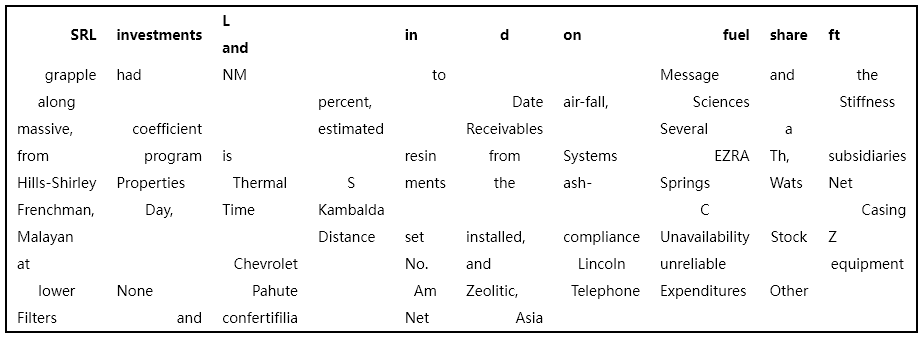 SRL investments L and in d on fuel share ft
grapple had NM to Message and the
along percent, Date air-fall, Sciences Stiffness
massive, coefficient estimated Receivables Several a
from program is resin from Systems EZRA Th, subsidiaries
Hills-Shirley Properties Thermal S ments the ash- Springs Wats Net
Frenchman, Day, Time Kambalda C Casing
Malayan Distance set installed, compliance Unavailability Stock Z
at Chevrolet No. and Lincoln unreliable equipment
lower None Pahute Am Zeolitic, Telephone Expenditures Other
Filters and confertifilia Net Asia